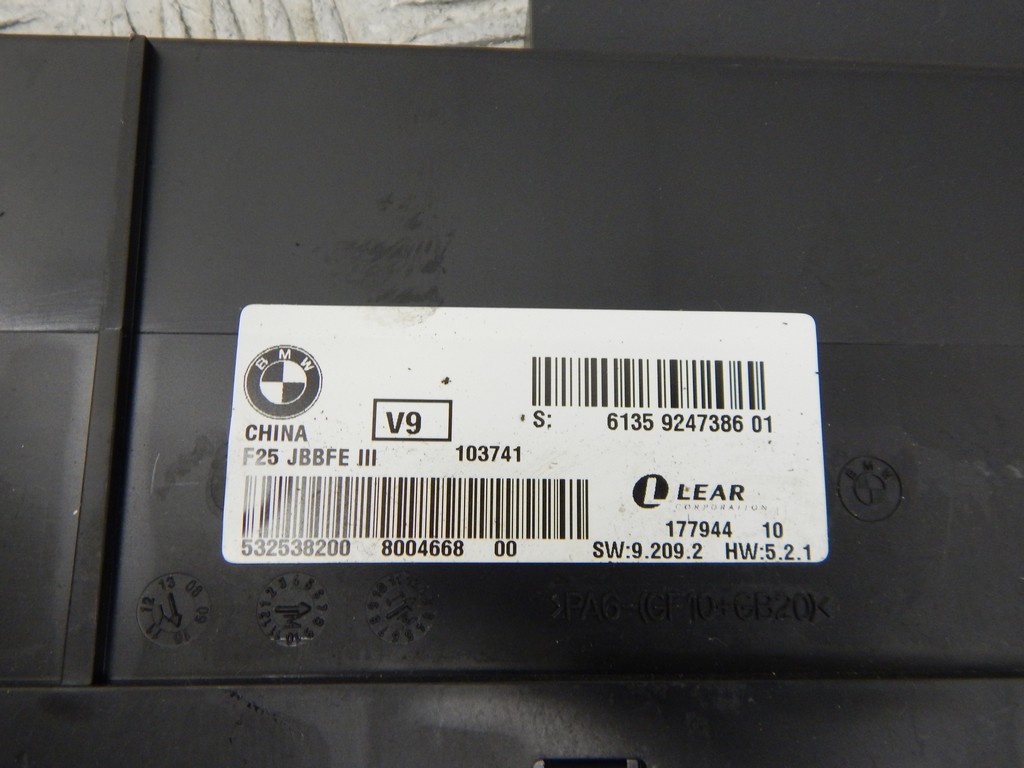 BMW
CHINA
V9
S: 6135 9247386 01
F25 JBBFE III 103741
LEAR
CORPORATION
177944 10
532538200 8004668 00
SW:9.209.2 HW:5.2.1
BMW
>PA6-(GF10+GB20)<